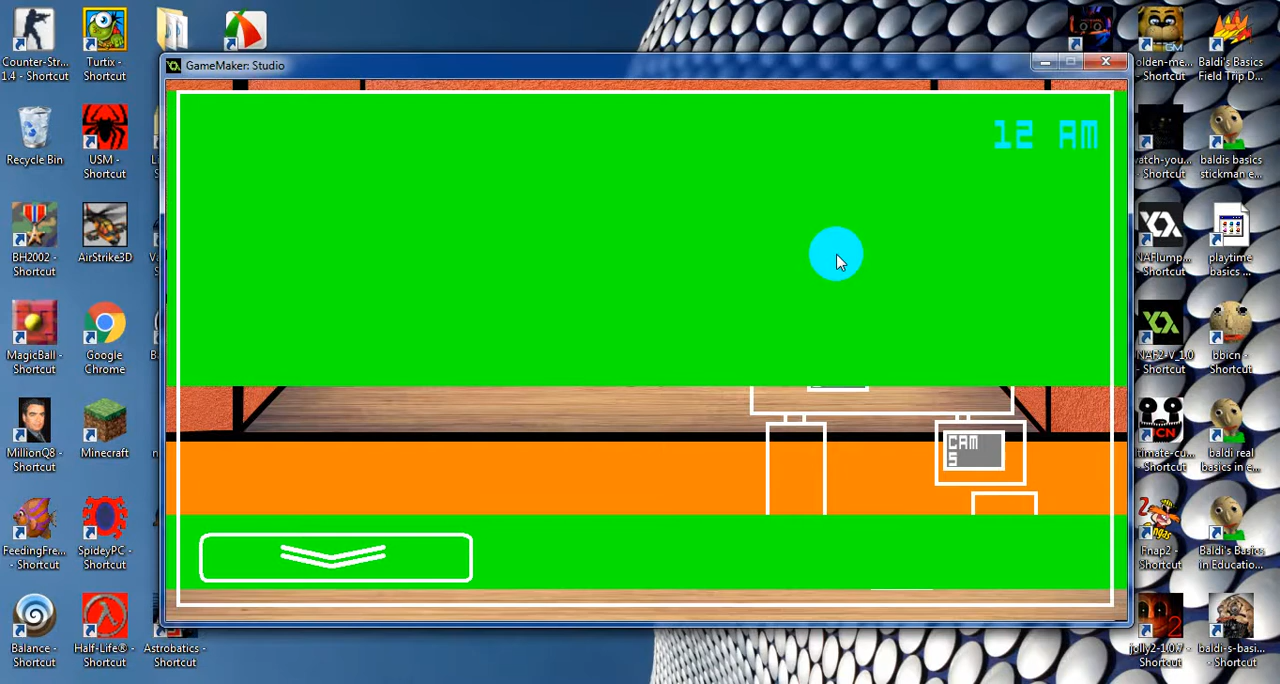 Counter-Str...
1.4 - Shortcut
Turtix -
Shortcut
olden-me...
- Shortcut
Baldi's Basics
Field Trip D...
GameMaker: Studio
12 AM
Recycle Bin
USM -
Shortcut
atch-you...
- Shortcut
baldis basics
stickman e...
BH2002 -
Shortcut
AirStrike3D
NAFlump...
- Shortcut
playtime
basics ...
MagicBall -
Shortcut
Google
Chrome
NAF2-V_1.0
- Shortcut
bbicn -
Shortcut
CAM
5
MillionQ8 -
Shortcut
Minecraft
ltimate-cu...
- Shortcut
baldi real
basics in e...
FeedingFre...
- Shortcut
SpideyPC -
Shortcut
Fnap2 -
Shortcut
Baldi's Basics
in Educatio...
Balance -
Shortcut
Half-Life® -
Shortcut
Astrobatics -
Shortcut
jolly2-1.0.7 -
Shortcut
baldi-s-basi...
- Shortcut